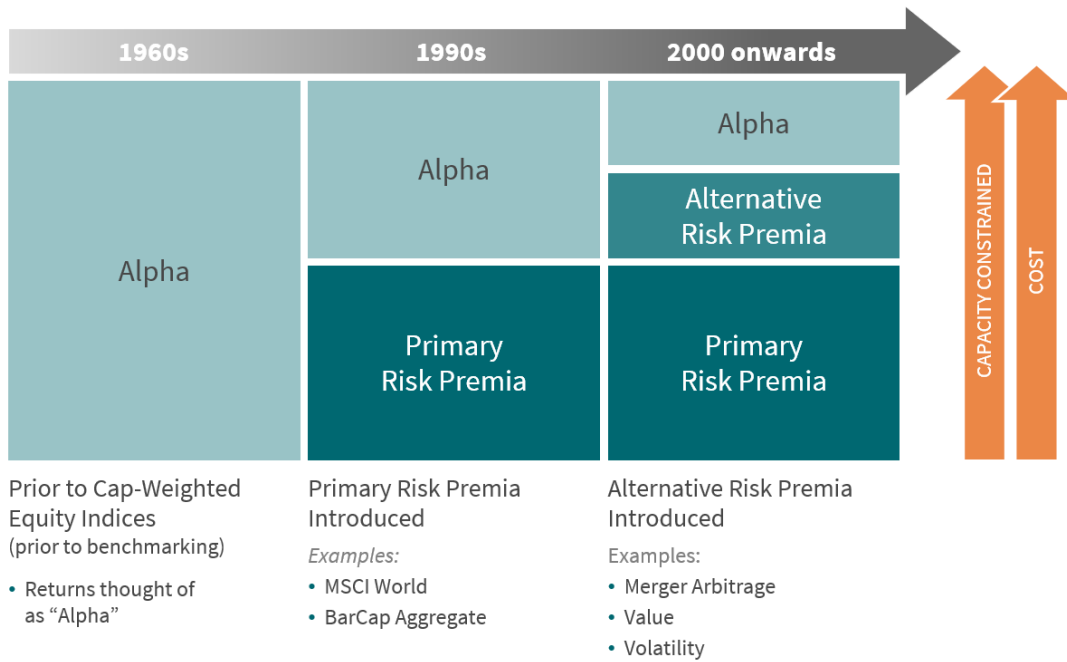 1960s
1990s
2000 onwards
Alpha
Alpha
Primary
Risk Premia
Alpha
Alternative
Risk Premia
Primary
Risk Premia
CAPACITY CONSTRAINED
COST
Prior to Cap-Weighted
Equity Indices
(prior to benchmarking)
• Returns thought of
as “Alpha”
Primary Risk Premia
Introduced
Examples:
• MSCI World
• BarCap Aggregate
Alternative Risk Premia
Introduced
Examples:
• Merger Arbitrage
• Value
• Volatility